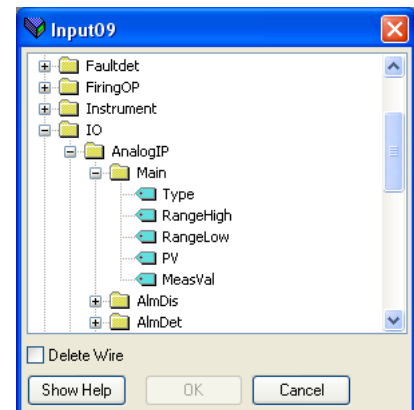 Input09
Faultdet
FiringOP
Instrument
IO
AnalogIP
Main
Type
RangeHigh
RangeLow
PV
MeasVal
AlmDis
AlmDet
Delete Wire
Show Help OK Cancel